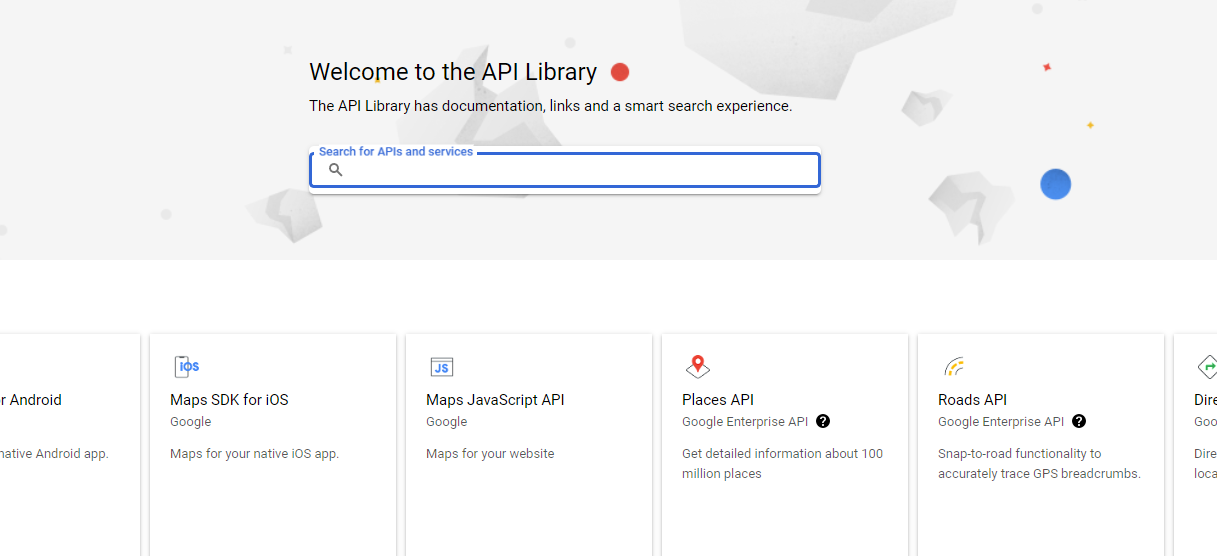 Welcome to the API Library
The API Library has documentation, links and a smart search experience.
Search for APIs and services
iOS
JS
r Android
Maps SDK for iOS
Maps JavaScript API
Places API
Roads API
Dire
Google
Google
Google Enterprise API ?
Google Enterprise API ?
Goo
native Android app.
Maps for your native iOS app.
Maps for your website
Get detailed information about 100
million places
Snap-to-road functionality to
accurately trace GPS breadcrumbs.
Dire
loca